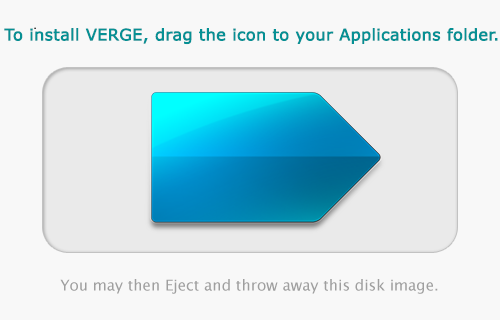 To install VERGE, drag the icon to your Applications folder.
You may then Eject and throw away this disk image.